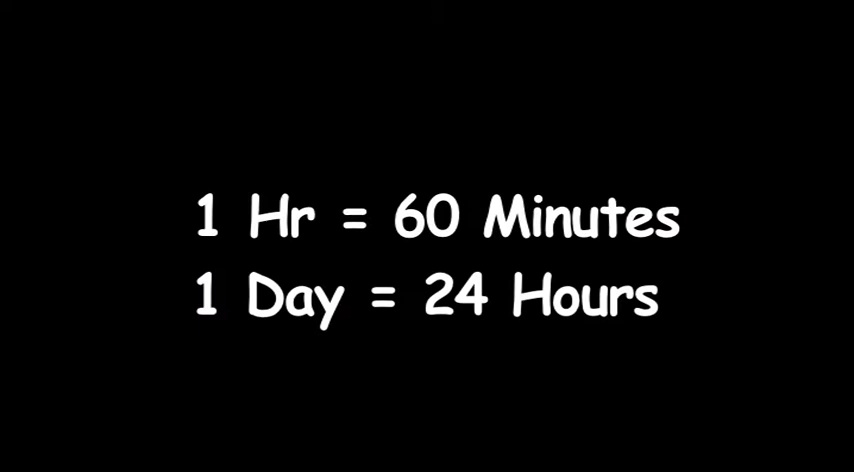 1 Hr = 60 Minutes
1 Day = 24 Hours